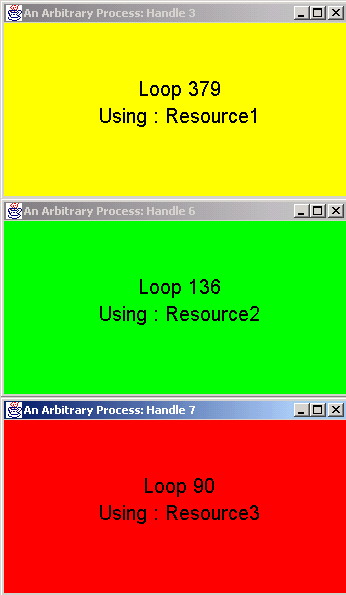 An Arbitrary Process: Handle 3
Loop 379
Using : Resource1
An Arbitrary Process: Handle 6
Loop 136
Using : Resource2
An Arbitrary Process: Handle 7
Loop 90
Using : Resource3